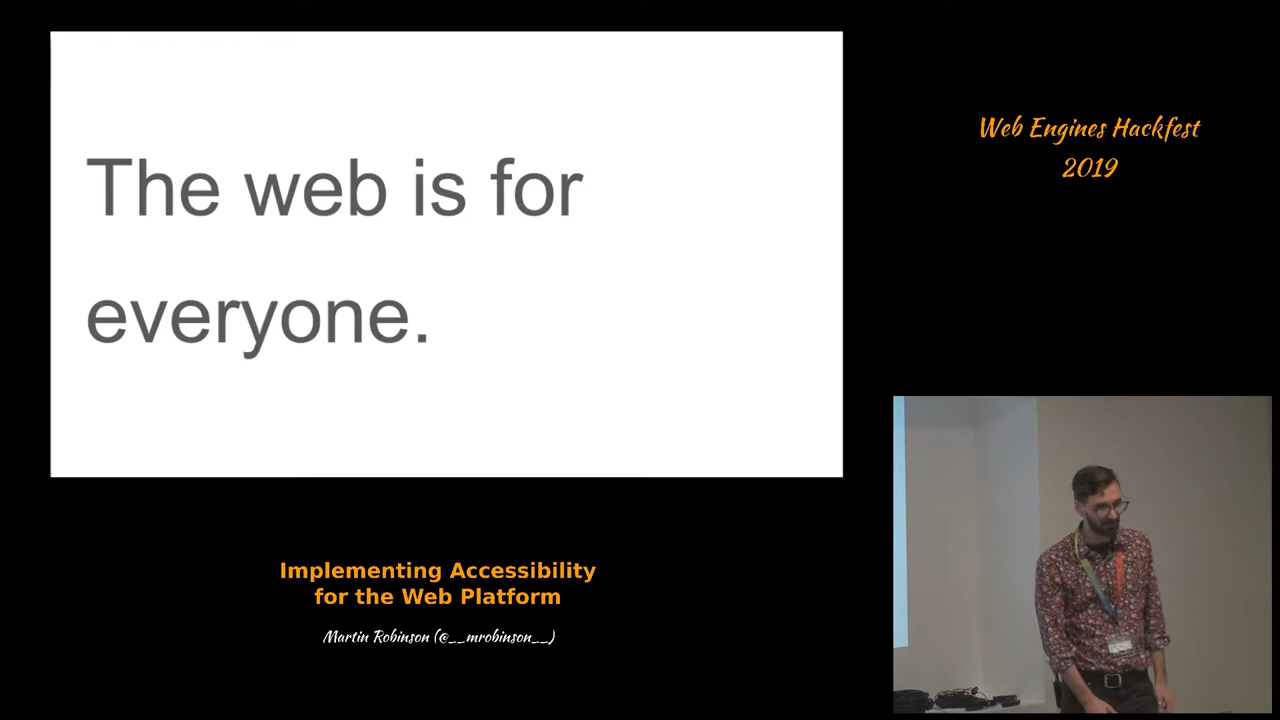 The web is for
everyone.
Web Engines Hackfest
2019
Implementing Accessibility
for the Web Platform
Martin Robinson (@__mrobinson__)